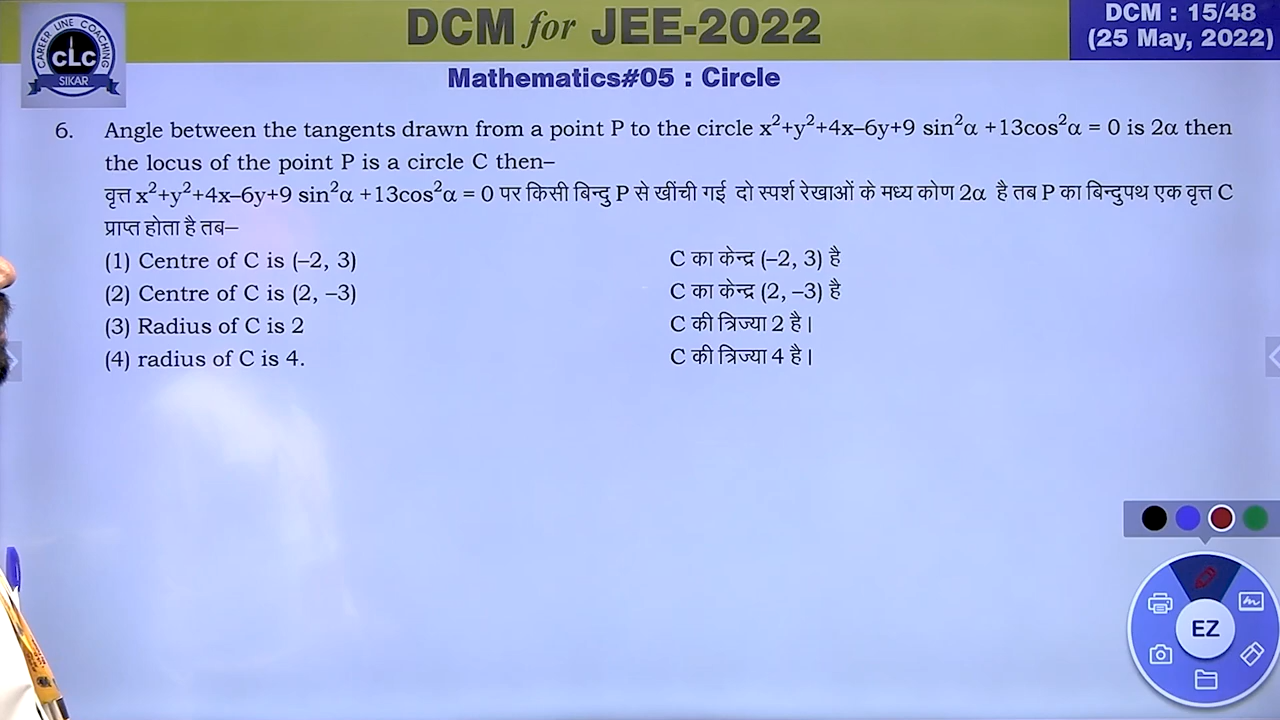 DCM for JEE-2022
DCM : 15/48
(25 May, 2022)
CAREER LINE COACHING
CLC
SIKAR
Mathematics#05 : Circle
6. Angle between the tangents drawn from a point P to the circle x²+y²+4x–6y+9 sin²α +13cos²α = 0 is 2α then
the locus of the point P is a circle C then–
वृत्त x²+y²+4x–6y+9 sin²α +13cos²α = 0 पर किसी बिन्दु P से खींची गई दो स्पर्श रेखाओं के मध्य कोण 2α है तब P का बिन्दुपथ एक वृत्त C
प्राप्त होता है तब–
(1) Centre of C is (–2, 3) C का केन्द्र (–2, 3) है
(2) Centre of C is (2, –3) C का केन्द्र (2, –3) है
(3) Radius of C is 2 C की त्रिज्या 2 है।
(4) radius of C is 4. C की त्रिज्या 4 है।
EZ